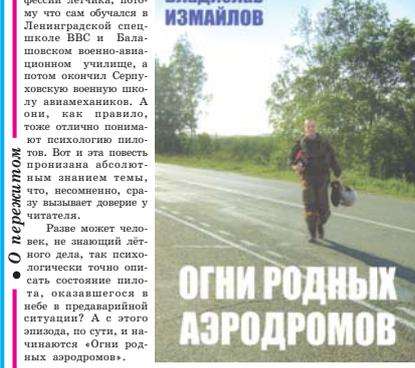 фессии лётчика, пото-
му что сам обучался в
Ленинградской спец-
школе ВВС и Бала-
шовском военно-авиа-
ционном училище, а
потом окончил Серпу-
ховскую военную шко-
лу авиамехаников. А
они, как правило,
тоже отлично понима-
ют психологию пило-
тов. Вот и эта повесть
пронизана абсолют-
ным знанием темы,
что, несомненно, сра-
зу вызывает доверие у
читателя.
Разве может чело-
век, не знающий лёт-
ного дела, так психо-
логически точно опи-
сать состояние пило-
та, оказавшегося в
небе в предаварийной
ситуации? А с этого
эпизода, по сути, и на-
чинаются «Огни род-
ных аэродромов».
• О пережитом
ВЛАДИСЛАВ
ИЗМАЙЛОВ
ОГНИ РОДНЫХ
АЭРОДРОМОВ